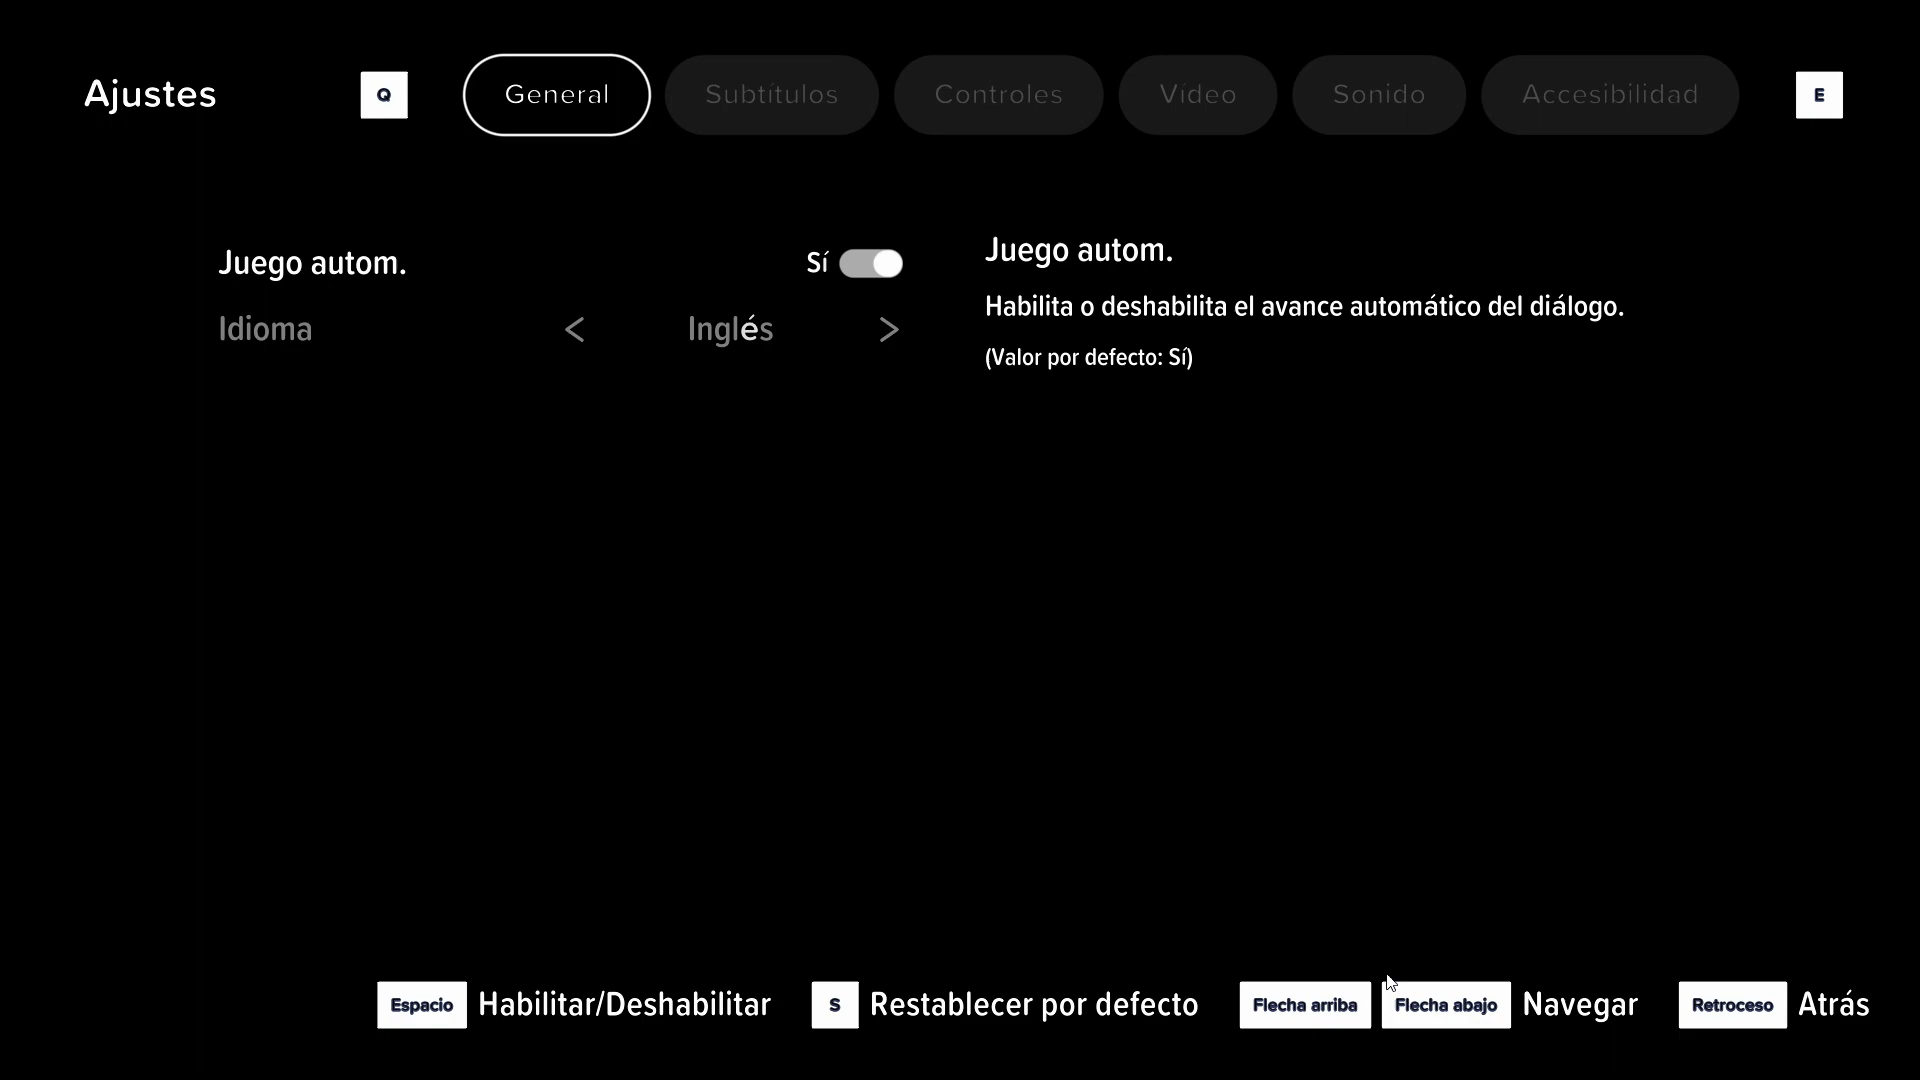 Ajustes Q General Subtítulos Controles Vídeo Sonido Accesibilidad E
Juego autom. Sí
Idioma < Inglés >
Juego autom.
Habilita o deshabilita el avance automático del diálogo.
(Valor por defecto: Sí)
Espacio Habilitar/Deshabilitar S Restablecer por defecto Flecha arriba Flecha abajo Navegar Retroceso Atrás